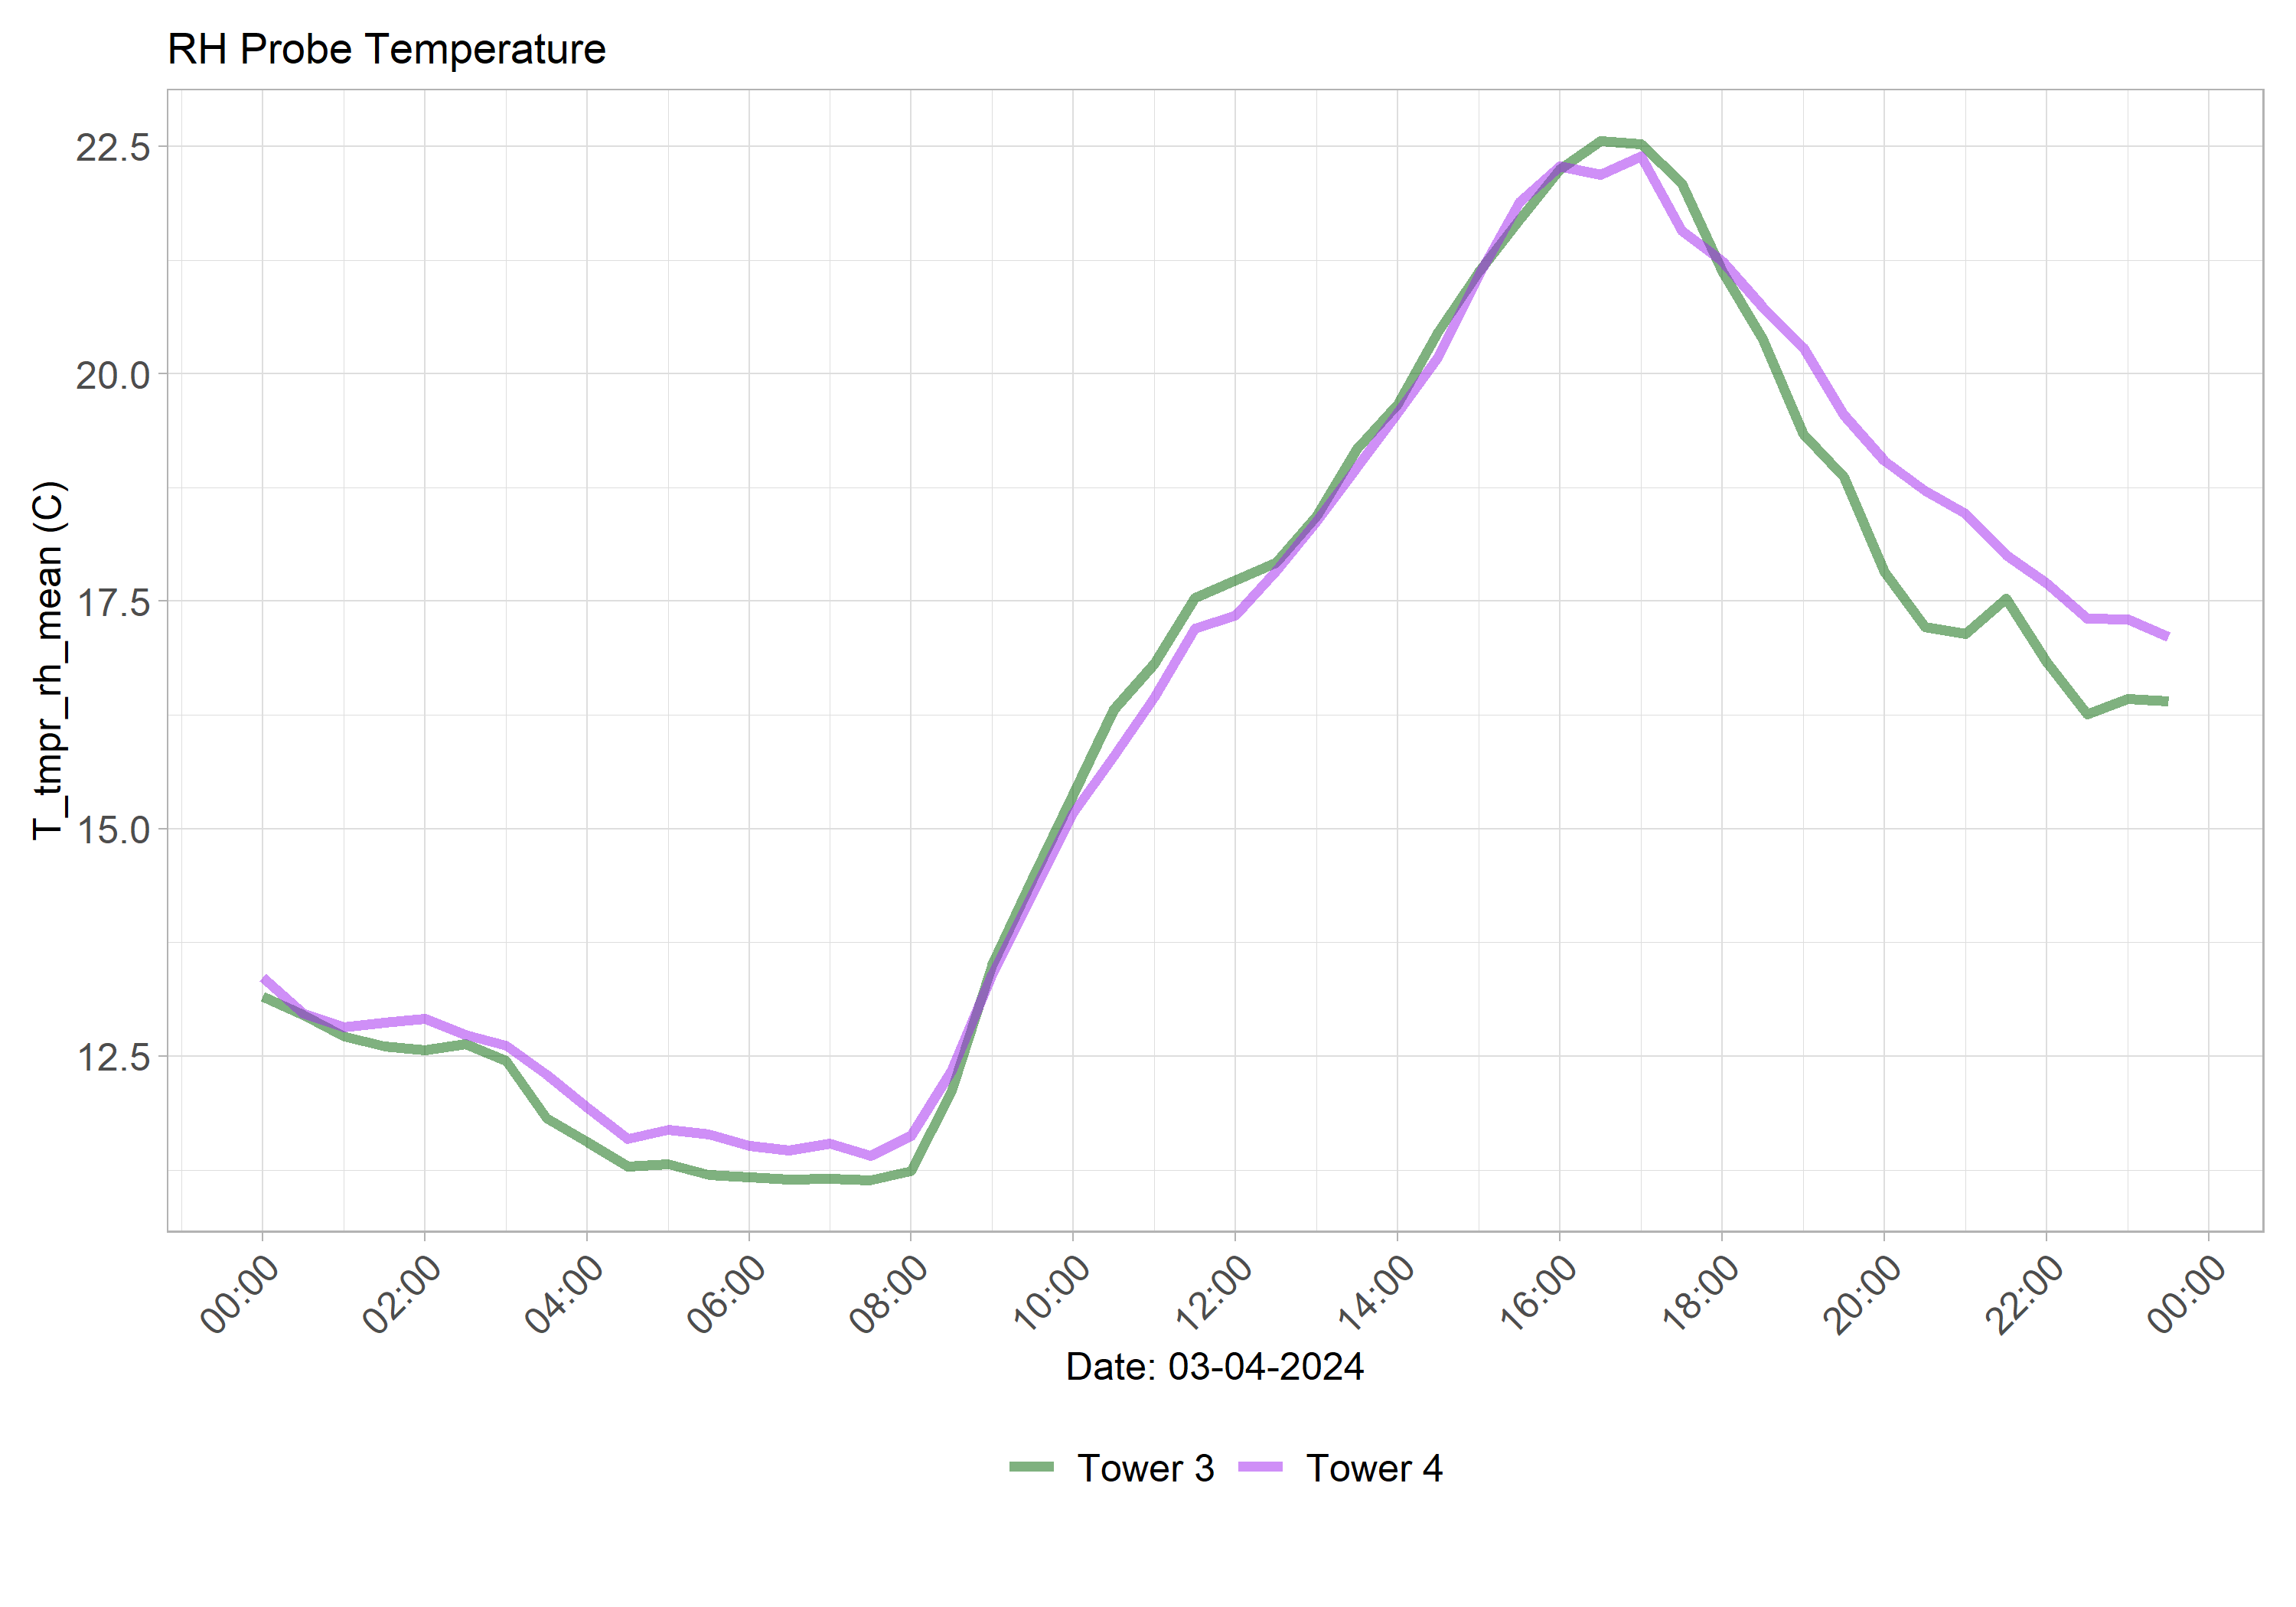 RH Probe Temperature
T_tmpr_rh_mean (C)
22.5
20.0
17.5
15.0
12.5
00:00 02:00 04:00 06:00 08:00 10:00 12:00 14:00 16:00 18:00 20:00 22:00 00:00
Date: 03-04-2024
Tower 3 Tower 4